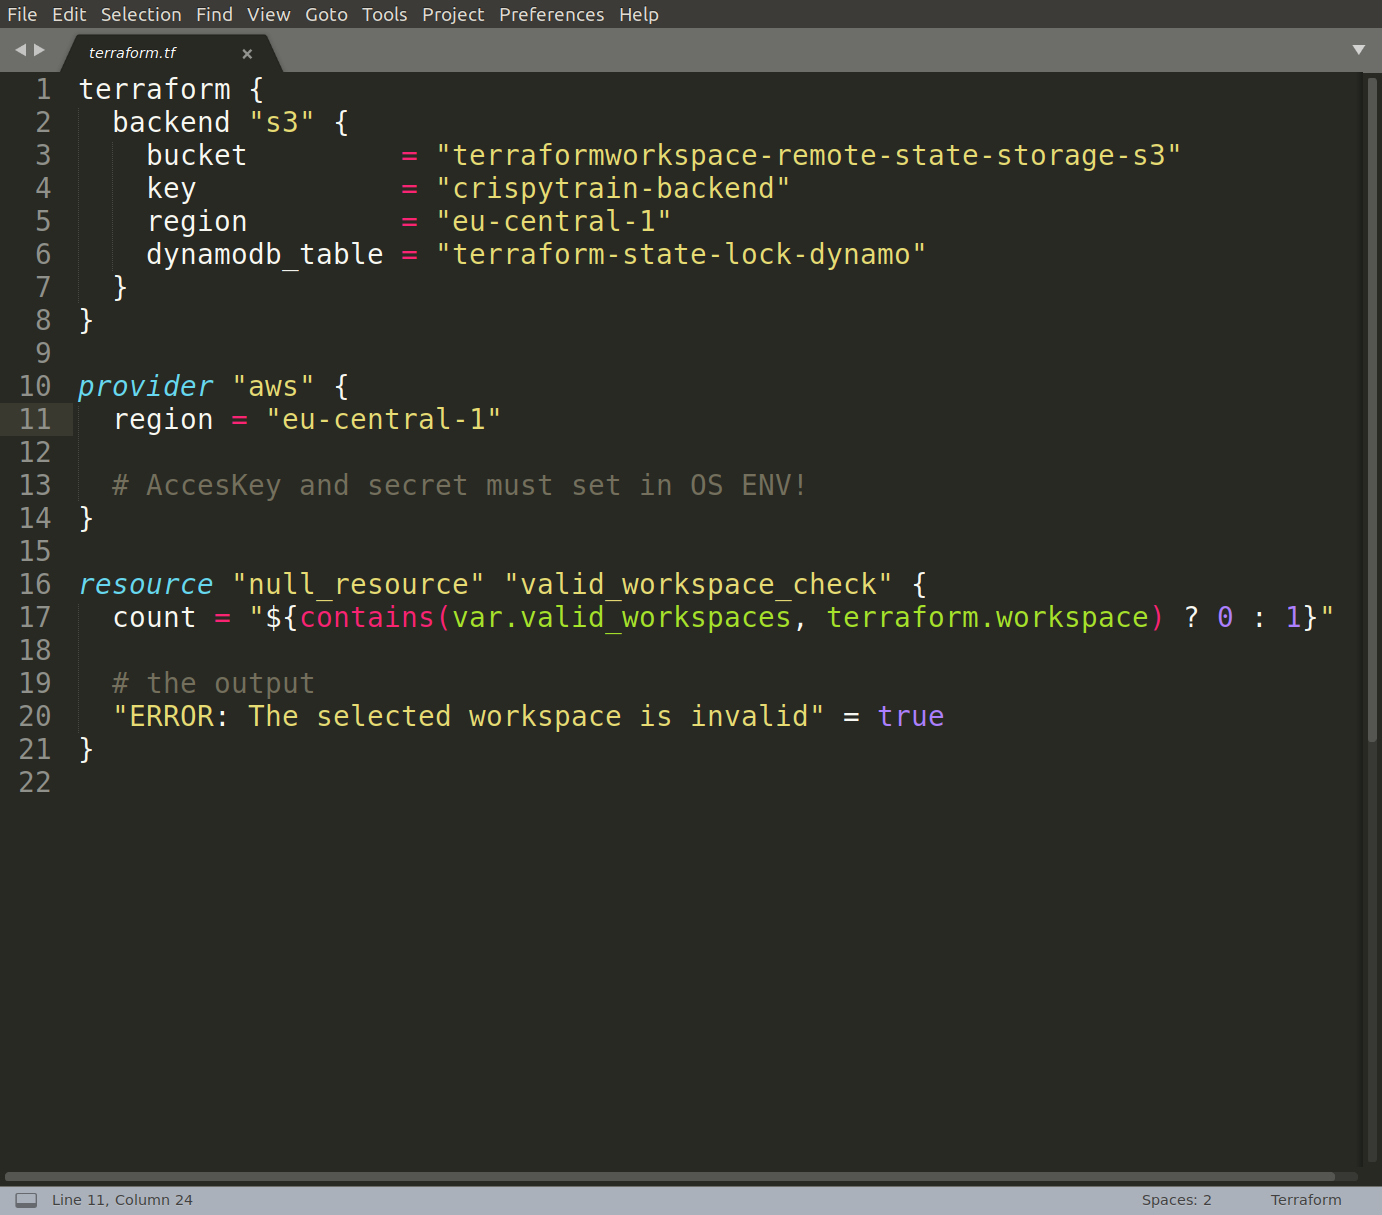 File Edit Selection Find View Goto Tools Project Preferences Help
terraform.tf ×
1 terraform {
2   backend "s3" {
3     bucket         = "terraformworkspace-remote-state-storage-s3"
4     key            = "crispytrain-backend"
5     region         = "eu-central-1"
6     dynamodb_table = "terraform-state-lock-dynamo"
7   }
8 }
9
10 provider "aws" {
11   region = "eu-central-1"
12
13   # AccesKey and secret must set in OS ENV!
14 }
15
16 resource "null_resource" "valid_workspace_check" {
17   count = "${contains(var.valid_workspaces, terraform.workspace) ? 0 : 1}"
18
19   # the output
20   "ERROR: The selected workspace is invalid" = true
21 }
22
Line 11, Column 24 Spaces: 2 Terraform